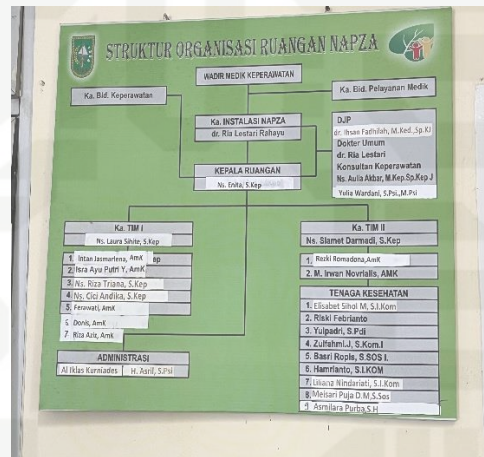 STRUKTUR ORGANISASI RUANGAN NAPZA
WADIR MEDIK KEPERAWATAN
Ka. Bid. Keperawatan
Ka. Bid. Pelayanan Medik
Ka. INSTALASI NAPZA
dr. Ria Lestari Rahayu
DJP
dr. Ihsan Fadhilah, M.Ked.,Sp.KJ
Dokter Umum
dr. Ria Lestari
Konsultan Keperawatan
Ns. Aulia Akbar, M.Kep.Sp.Kep J
Yulia Wardani, S.Psi.,M.Psi
KEPALA RUANGAN
Ns. Enita, S.Kep
Ka. TIM I
Ns. Laura Sihite, S.Kep
1. Intan Jasmarlena, AmK
2. Isra Ayu Putri Y, AmK
3. Ns. Riza Triana, S.Kep
4. Ns. Cici Andika, S.Kep
5. Ferawati, AmK
6 Donis, AmK
7 Riza Aziz, AmK
Ka. TIM II
Ns. Slamet Darmadi, S.Kep
1. Rezki Romadona, AmK
2. M. Irwan Novrialis, AMK
TENAGA KESEHATAN
1. Elisabet Sihol M, S.I.Kom
2. Riski Febrianto
3. Yulpadri, S.Pdi
4. Zulfahmi.J, S.Kom.I
5. Basri Ropis, S.SOS I.
6. Hamrianto, S.I.KOM
7. Liliana Nindariati, S.I.Kom
8. Meisari Puja D.M,S.Sos
9 Asmilara Purba,S.H
ADMINISTRASI
Al Iklas Kurniades
H. Asril, S.Psi